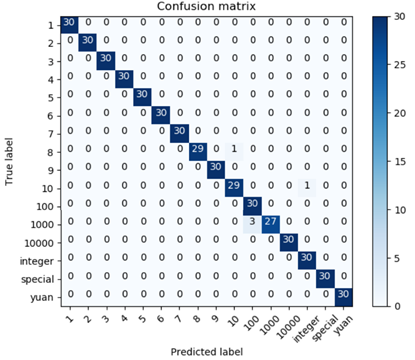 Confusion matrix
1 30 0 0 0 0 0 0 0 0 0 0 0 0 0 0 0
2 0 30 0 0 0 0 0 0 0 0 0 0 0 0 0 0
3 0 0 30 0 0 0 0 0 0 0 0 0 0 0 0 0
4 0 0 0 30 0 0 0 0 0 0 0 0 0 0 0 0
5 0 0 0 0 30 0 0 0 0 0 0 0 0 0 0 0
6 0 0 0 0 0 30 0 0 0 0 0 0 0 0 0 0
7 0 0 0 0 0 0 30 0 0 0 0 0 0 0 0 0
8 0 0 0 0 0 0 0 29 0 1 0 0 0 0 0 0
9 0 0 0 0 0 0 0 0 30 0 0 0 0 0 0 0
10 0 0 0 0 0 0 0 0 0 29 0 0 0 1 0 0
100 0 0 0 0 0 0 0 0 0 0 30 0 0 0 0 0
1000 0 0 0 0 0 0 0 0 0 0 3 27 0 0 0 0
10000 0 0 0 0 0 0 0 0 0 0 0 0 30 0 0 0
integer 0 0 0 0 0 0 0 0 0 0 0 0 0 30 0 0
special 0 0 0 0 0 0 0 0 0 0 0 0 0 0 30 0
yuan 0 0 0 0 0 0 0 0 0 0 0 0 0 0 0 30
True label
1 2 3 4 5 6 7 8 9 10 100 1000 10000 integer special yuan
Predicted label
30
25
20
15
10
5
0